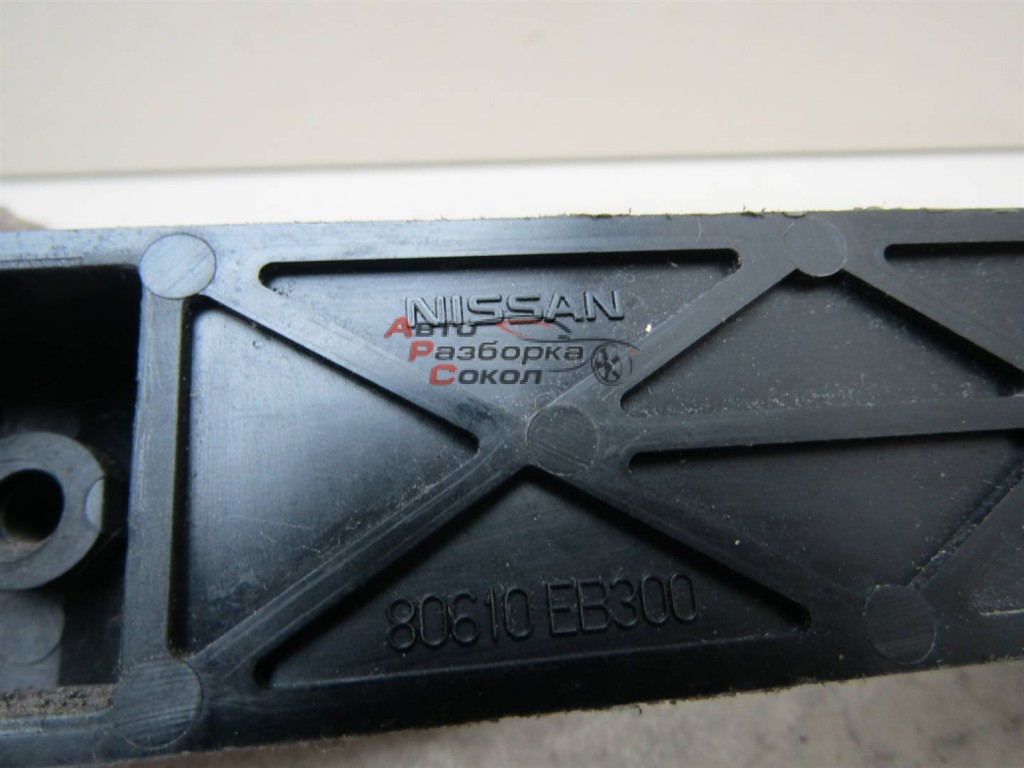 NISSAN
Авто
Разборка
Сокол
80610 EB300